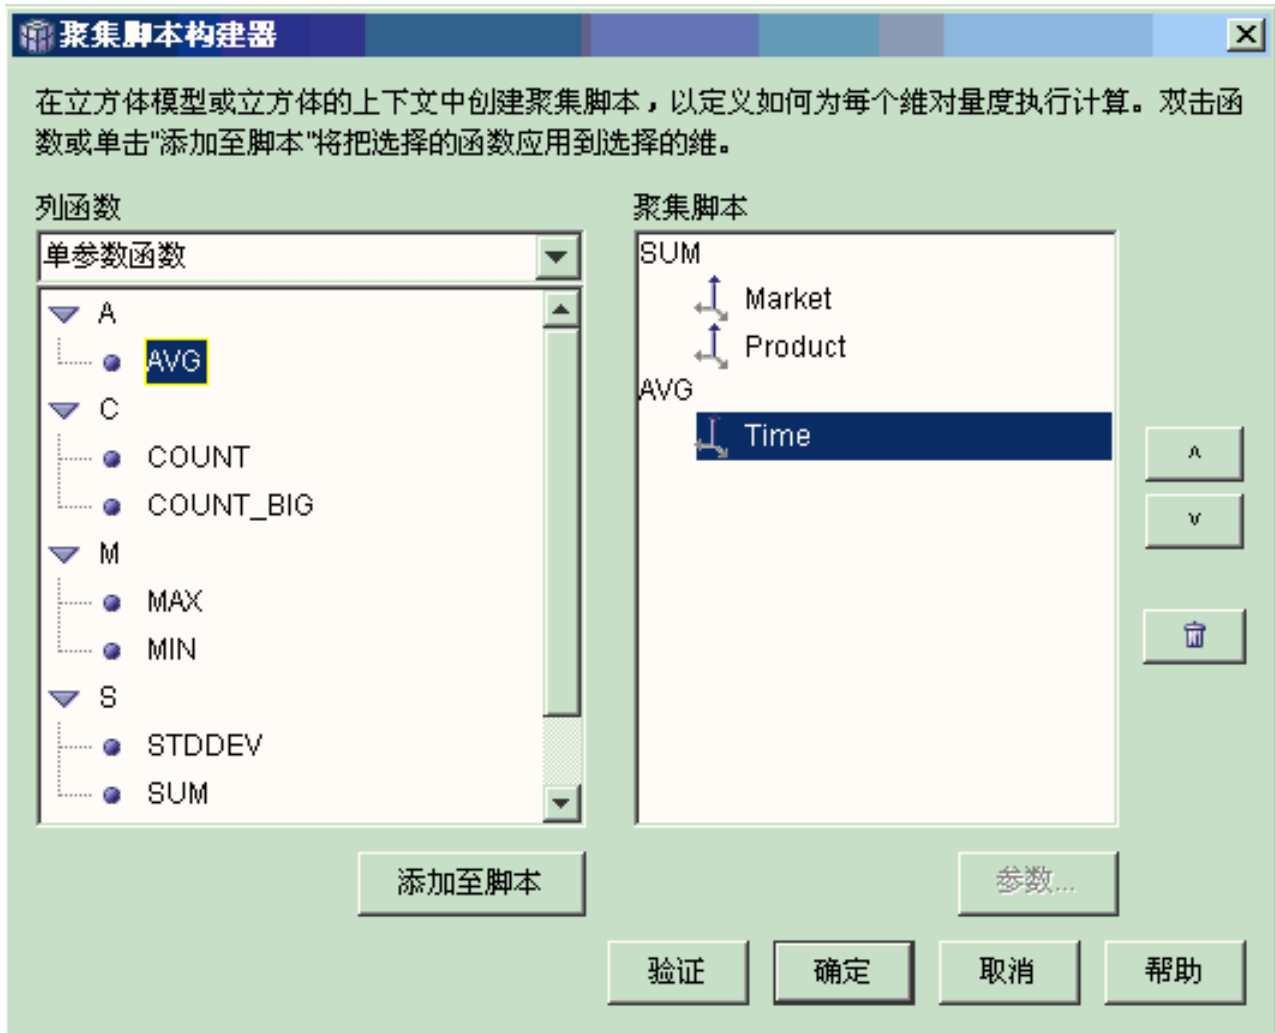 聚集脚本构建器
在立方体模型或立方体的上下文中创建聚集脚本，以定义如何为每个维对量度执行计算。双击函
数或单击"添加至脚本"将把选择的函数应用到选择的维。
列函数
聚集脚本
单参数函数
A
AVG
C
COUNT
COUNT_BIG
M
MAX
MIN
S
STDDEV
SUM
SUM
Market
Product
AVG
Time
^
v
添加至脚本
参数...
验证
确定
取消
帮助